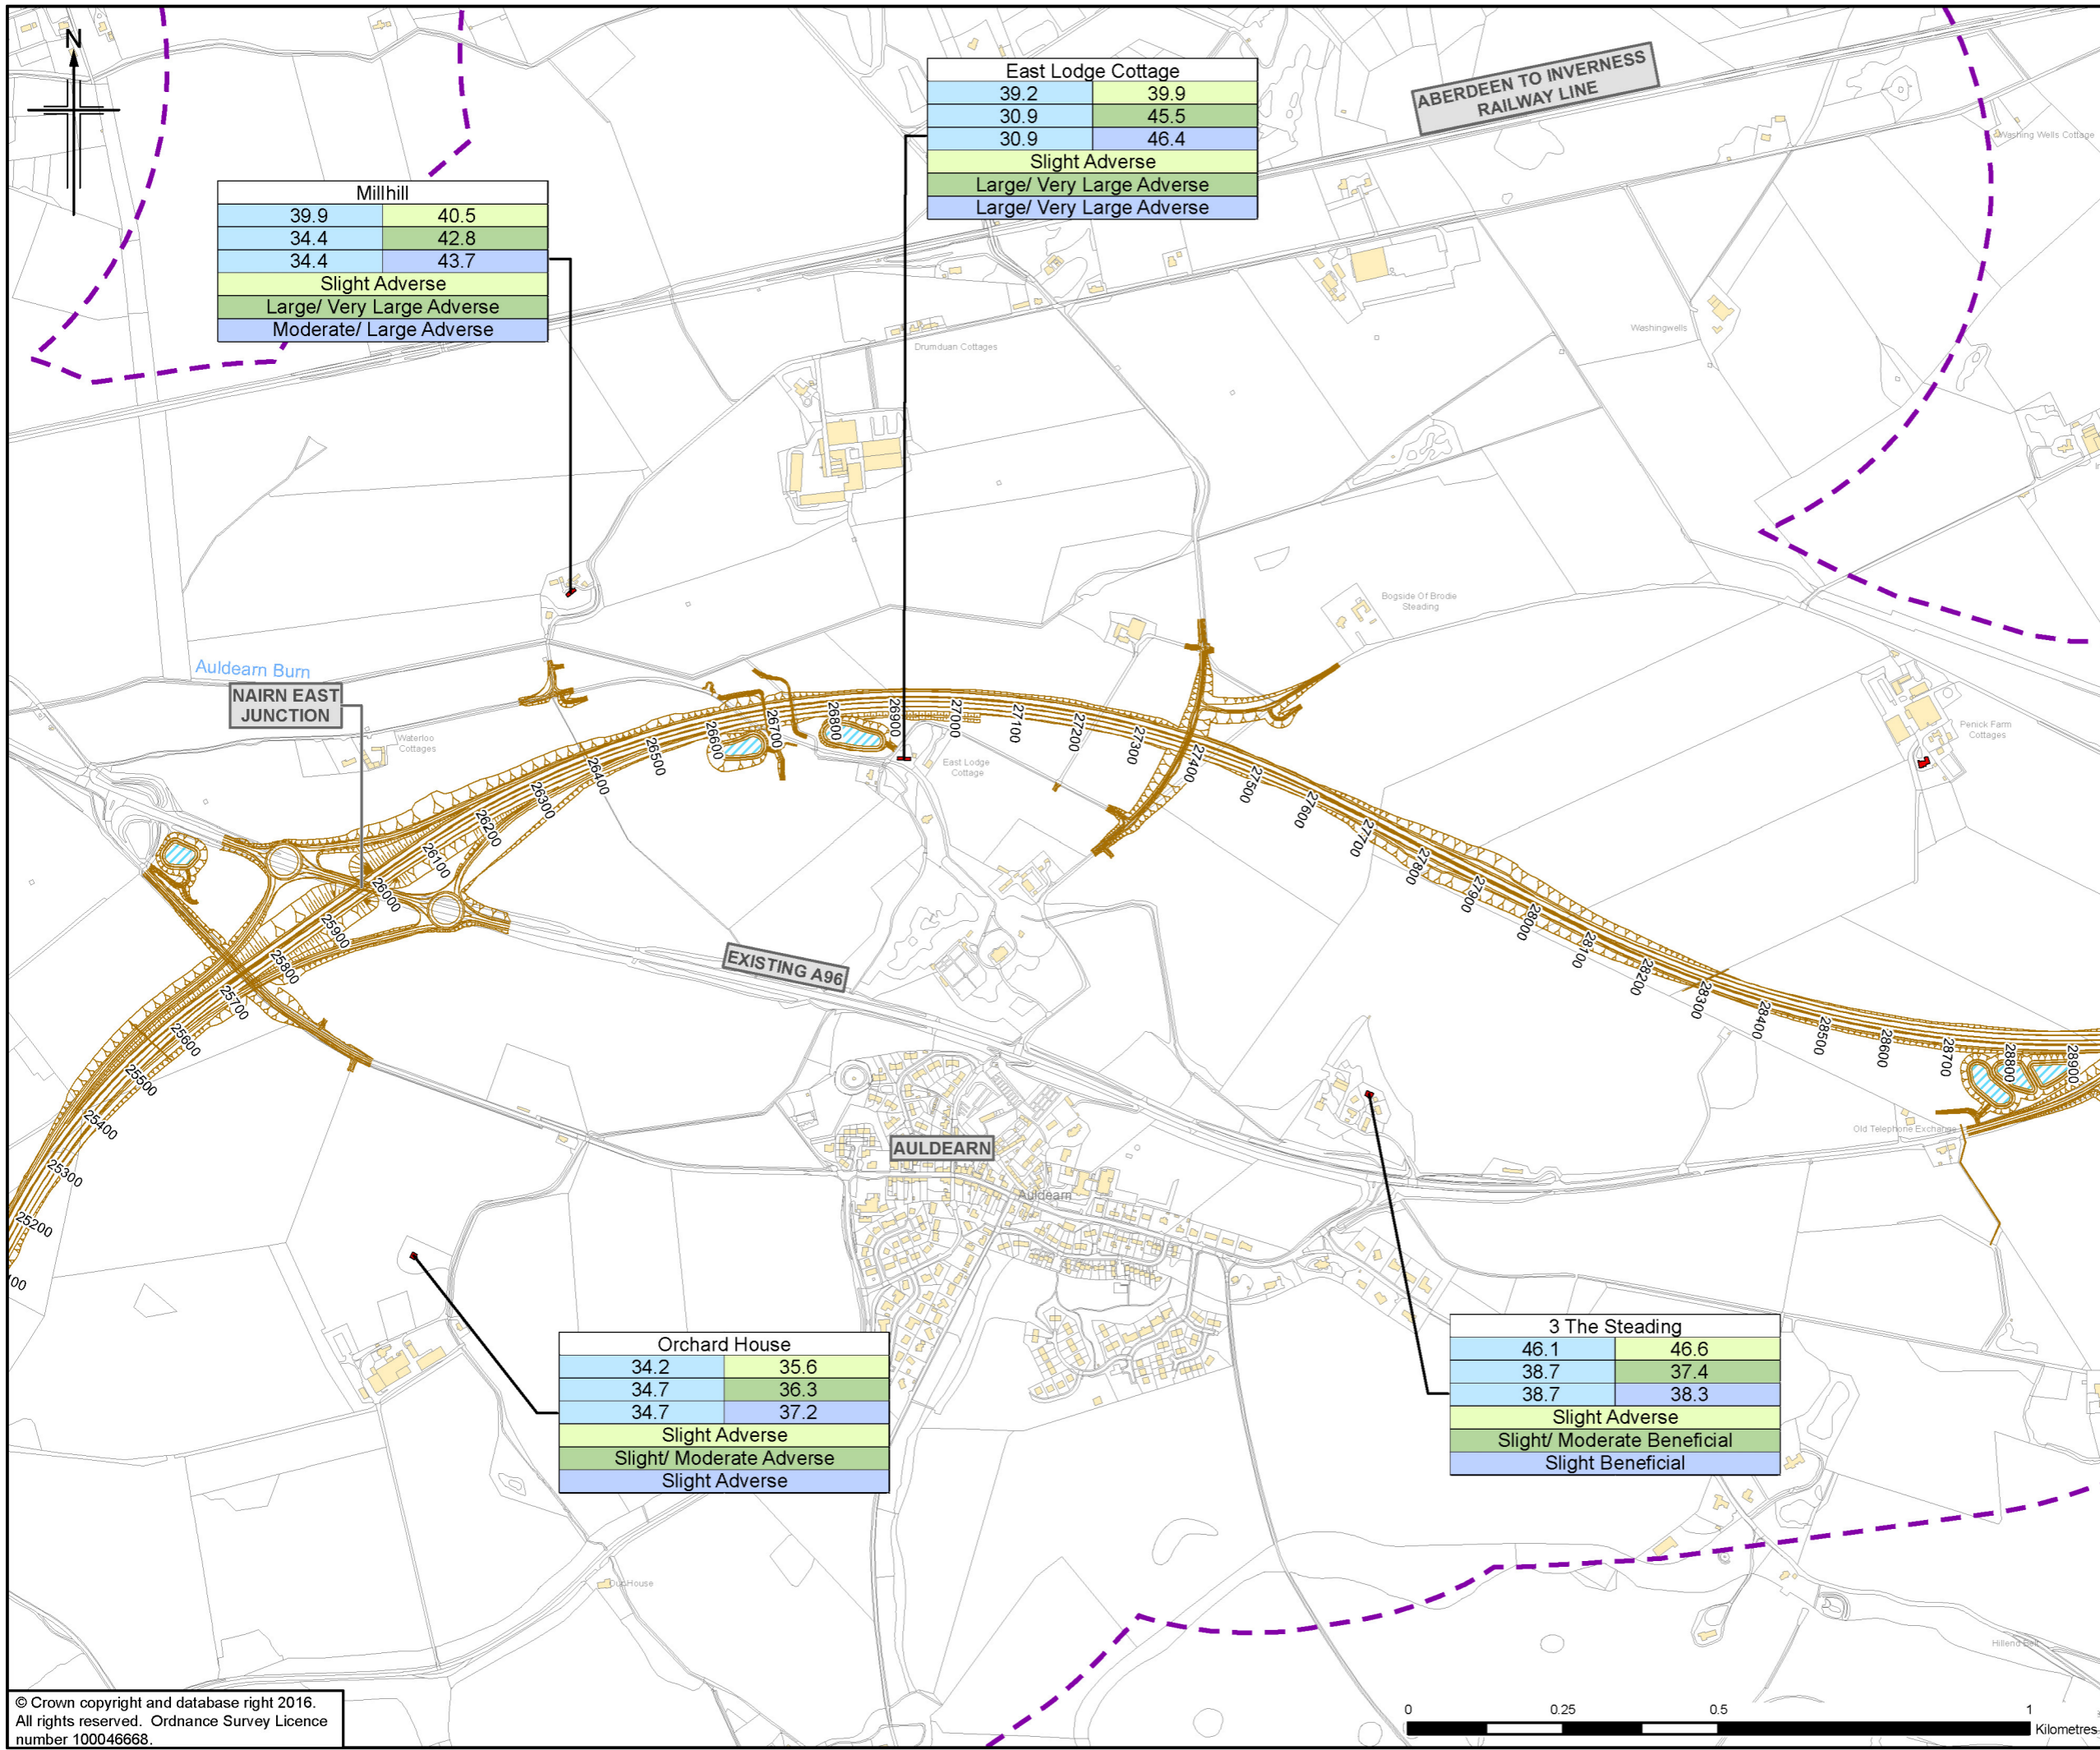 N
East Lodge Cottage
39.2 39.9
30.9 45.5
30.9 46.4
Slight Adverse
Large/ Very Large Adverse
Large/ Very Large Adverse
ABERDEEN TO INVERNESS
RAILWAY LINE
Washing Wells Cottage
Millhill
39.9 40.5
34.4 42.8
34.4 43.7
Slight Adverse
Large/ Very Large Adverse
Moderate/ Large Adverse
Drumduan Cottages
Washingwells
Bogside Of Brodie
Steading
Auldearn Burn
NAIRN EAST
JUNCTION
Waterloo
Cottages
East Lodge
Cottage
Penick Farm
Cottages
25200
25300
25400
25500
25600
25700
25800
25900
26000
26100
26200
26300
26400
26500
26600
26700
26800
26900
27000
27100
27200
27300
27400
27500
27600
27700
27800
27900
28000
28100
28200
28300
28400
28500
28600
28700
28800
28900
EXISTING A96
AULDEARN
Auldearn
Old Telephone Exchange
Orchard House
34.2 35.6
34.7 36.3
34.7 37.2
Slight Adverse
Slight/ Moderate Adverse
Slight Adverse
3 The Steading
46.1 46.6
38.7 37.4
38.7 38.3
Slight Adverse
Slight/ Moderate Beneficial
Slight Beneficial
House
Hillend
© Crown copyright and database right 2016.
All rights reserved. Ordnance Survey Licence
number 100046668.
0 0.25 0.5 1
Kilometres